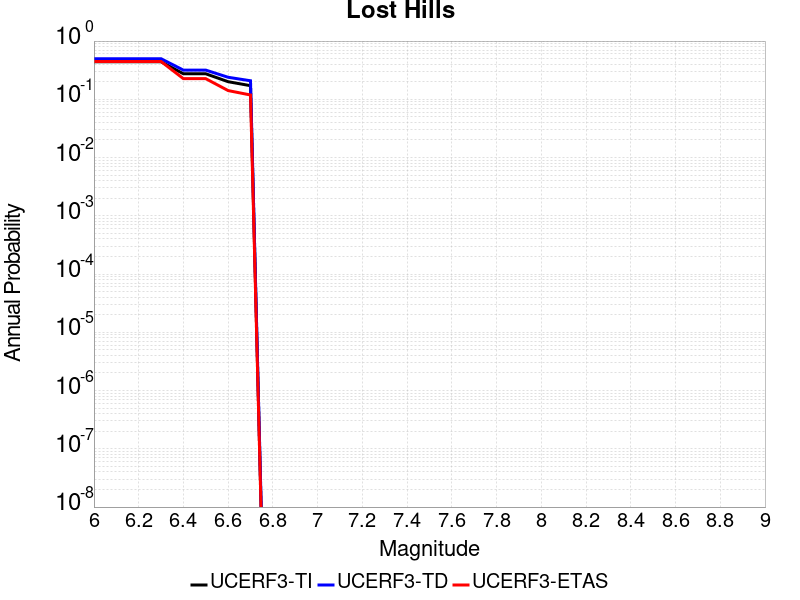 Lost Hills
Annual Probability
10^0
10^-1
10^-2
10^-3
10^-4
10^-5
10^-6
10^-7
10^-8
6 6.2 6.4 6.6 6.8 7 7.2 7.4 7.6 7.8 8 8.2 8.4 8.6 8.8 9
Magnitude
UCERF3-TI UCERF3-TD UCERF3-ETAS